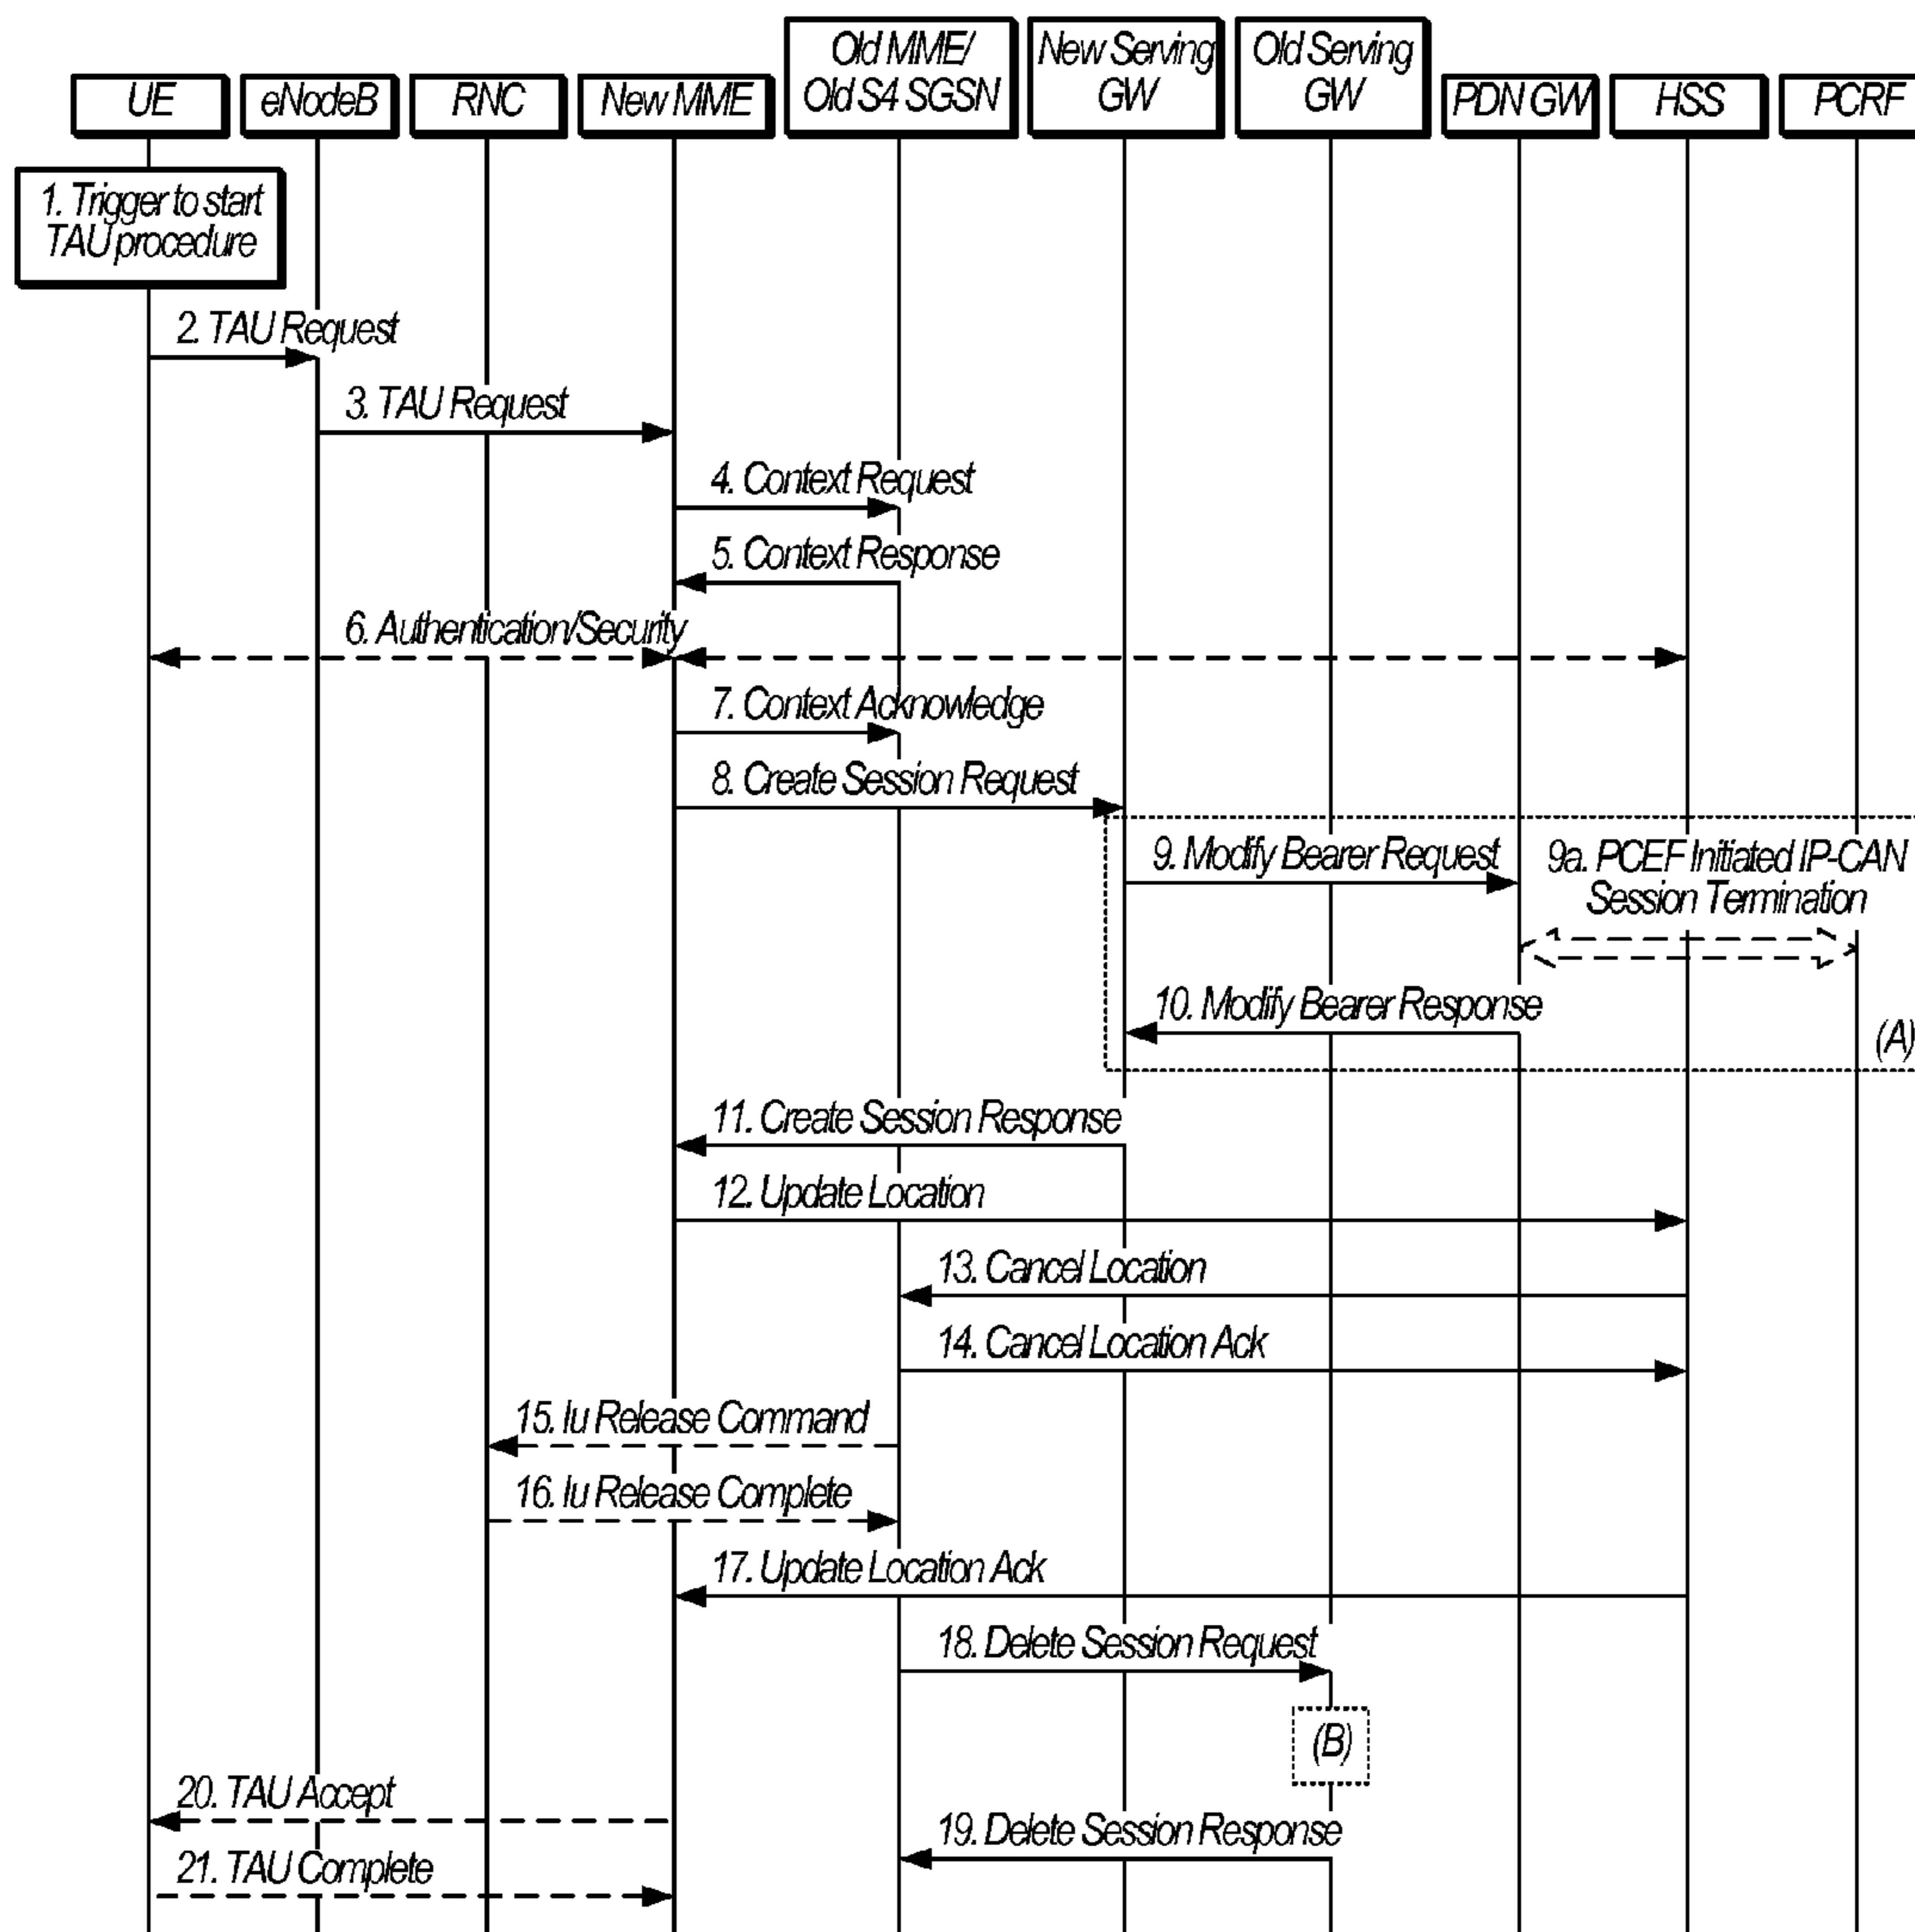 Old MME/
Old S4 SGSN
New Serving
GW
Old Serving
GW
UE
eNodeB
RNC
New MME
PDN GW
HSS
PCRF
1. Trigger to start
TAU procedure
2. TAU Request
3. TAU Request
4. Context Request
5. Context Response
6. Authentication/Security
7. Context Acknowledge
8. Create Session Request
9. Modify Bearer Request
9a. PCEF Initiated IP-CAN
Session Termination
10. Modify Bearer Response
(A)
11. Create Session Response
12. Update Location
13. Cancel Location
14. Cancel Location Ack
15. Iu Release Command
16. Iu Release Complete
17. Update Location Ack
18. Delete Session Request
(B)
20. TAU Accept
19. Delete Session Response
21. TAU Complete